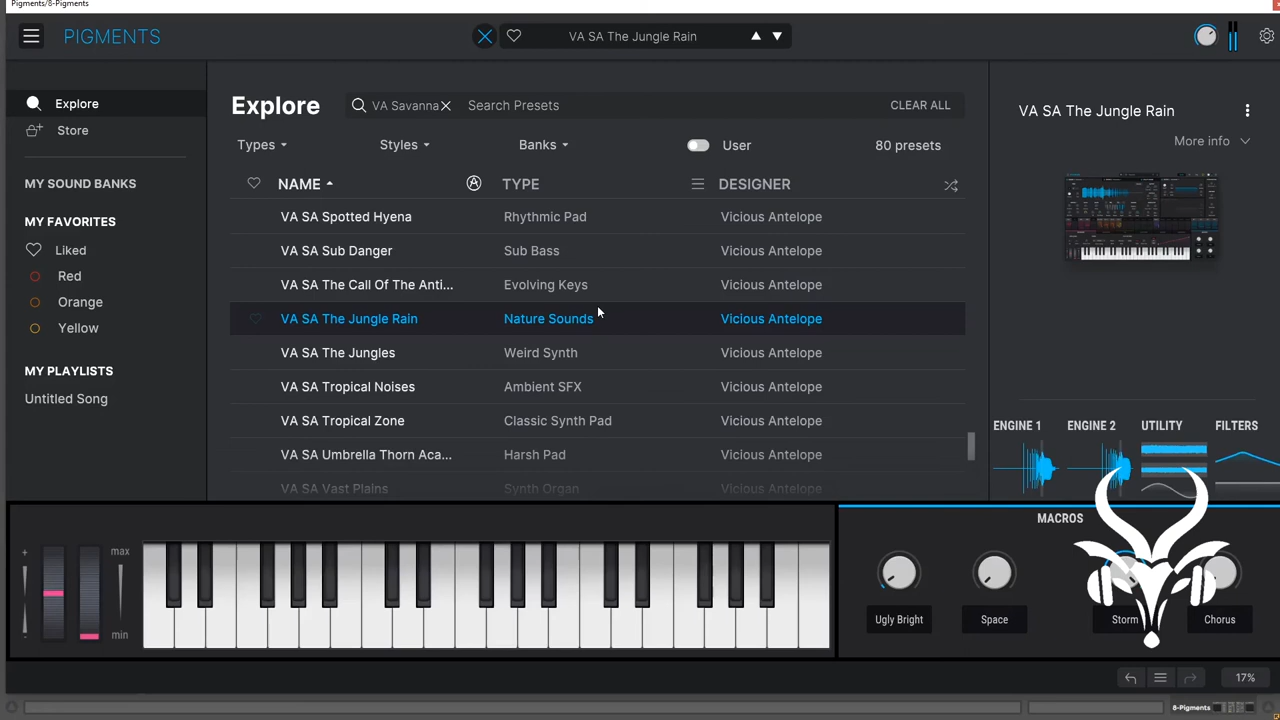 Pigments/8-Pigments
PIGMENTS
VA SA The Jungle Rain
Explore
Store
MY SOUND BANKS
MY FAVORITES
Liked
Red
Orange
Yellow
MY PLAYLISTS
Untitled Song
Explore
VA Savanna
Search Presets
CLEAR ALL
Types
Styles
Banks
User
80 presets
NAME TYPE DESIGNER
VA SA Spotted Hyena Rhythmic Pad Vicious Antelope
VA SA Sub Danger Sub Bass Vicious Antelope
VA SA The Call Of The Anti... Evolving Keys Vicious Antelope
VA SA The Jungle Rain Nature Sounds Vicious Antelope
VA SA The Jungles Weird Synth Vicious Antelope
VA SA Tropical Noises Ambient SFX Vicious Antelope
VA SA Tropical Zone Classic Synth Pad Vicious Antelope
VA SA Umbrella Thorn Aca... Harsh Pad Vicious Antelope
VA SA Vast Plains Synth Organ Vicious Antelope
VA SA The Jungle Rain
More info
ENGINE 1 ENGINE 2 UTILITY FILTERS
+
-
max
min
MACROS
Ugly Bright
Space
Storm
Chorus
17%
8-Pigments